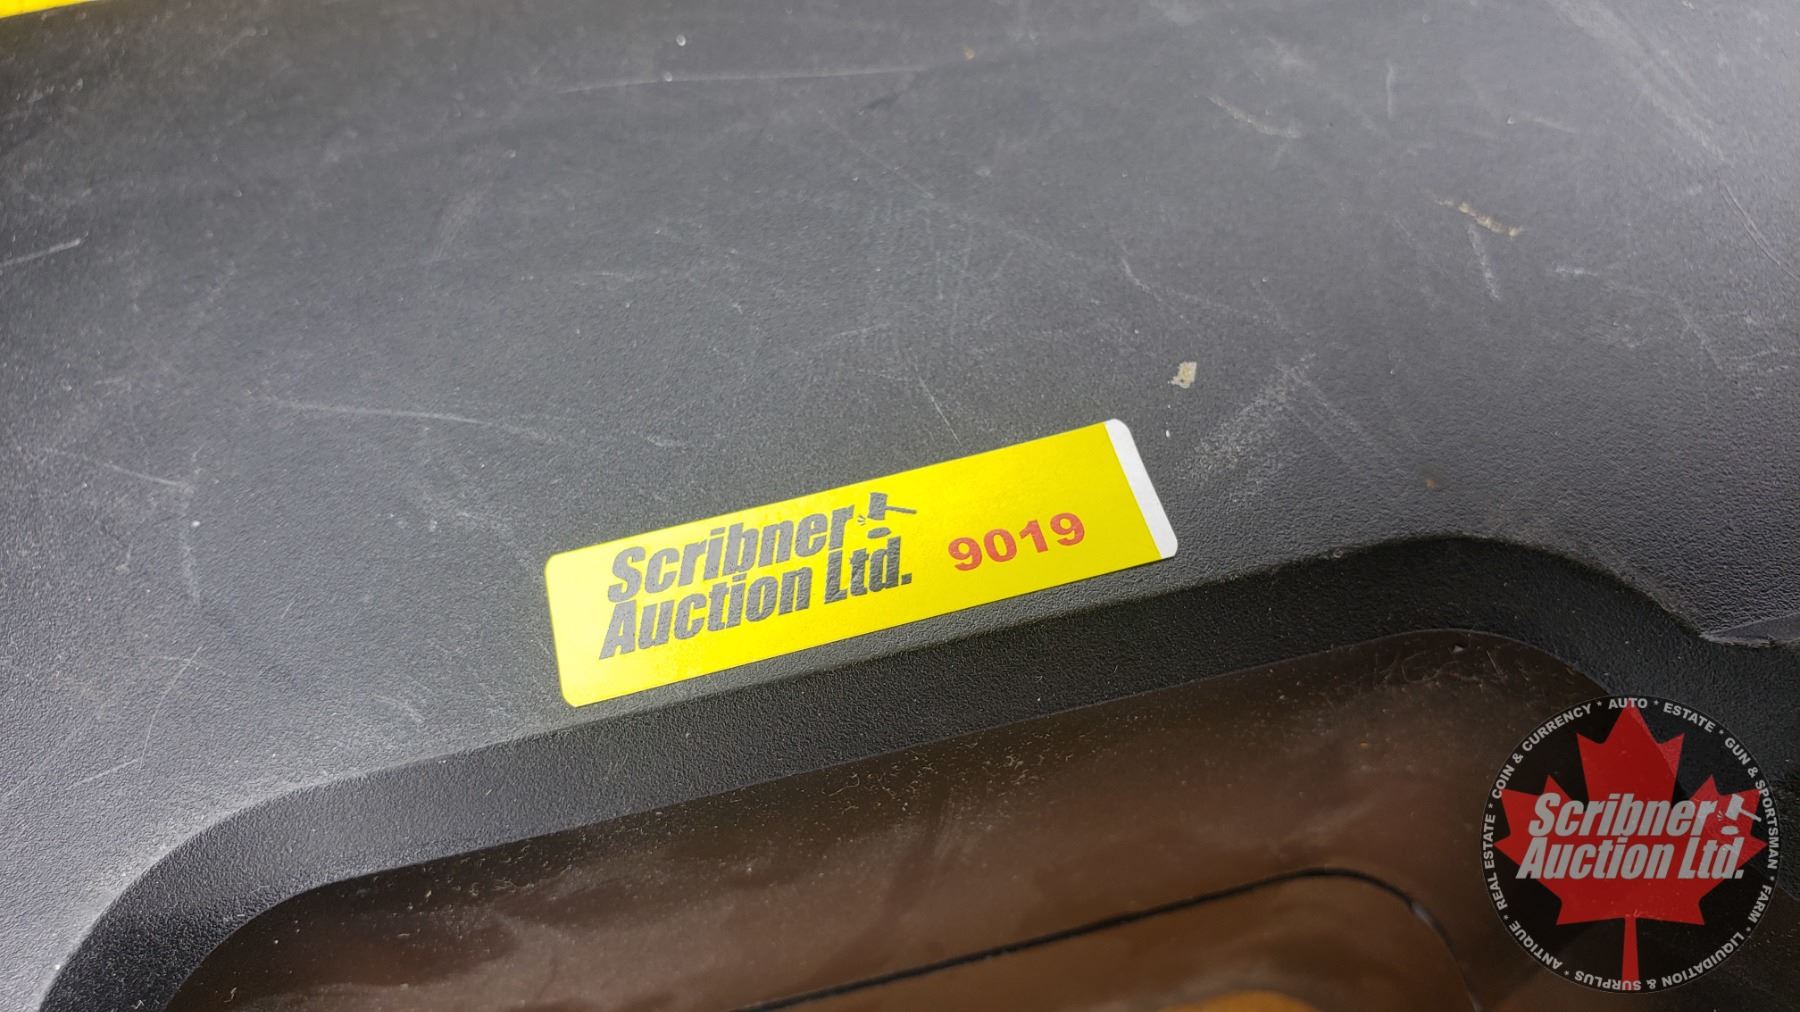 Scribner
Auction Ltd.
9019
REAL ESTATE * COIN & CURRENCY * AUTO * ESTATE * GUN & SPORTSMAN * FARM * LIQUIDATION & SURPLUS * ANTIQUE *
Scribner
Auction Ltd.